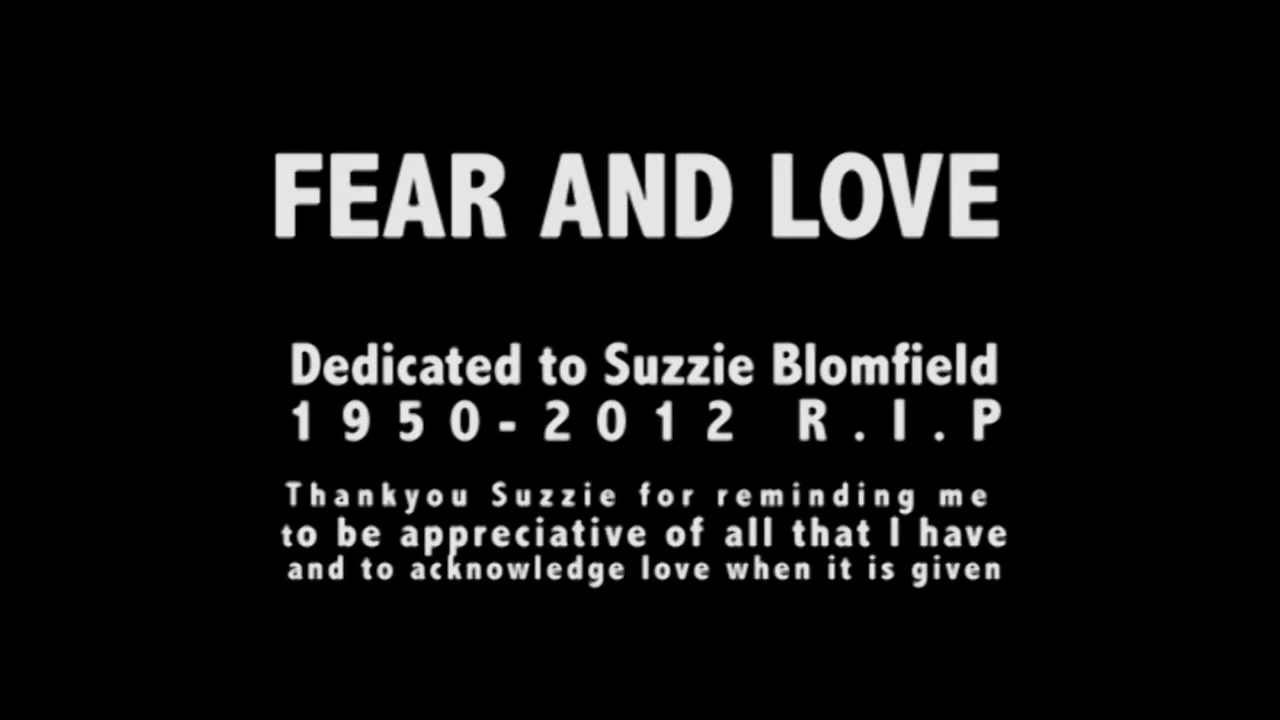 FEAR AND LOVE
Dedicated to Suzzie Blomfield
1950-2012 R.I.P
Thankyou Suzzie for reminding me
to be appreciative of all that I have
and to acknowledge love when it is given